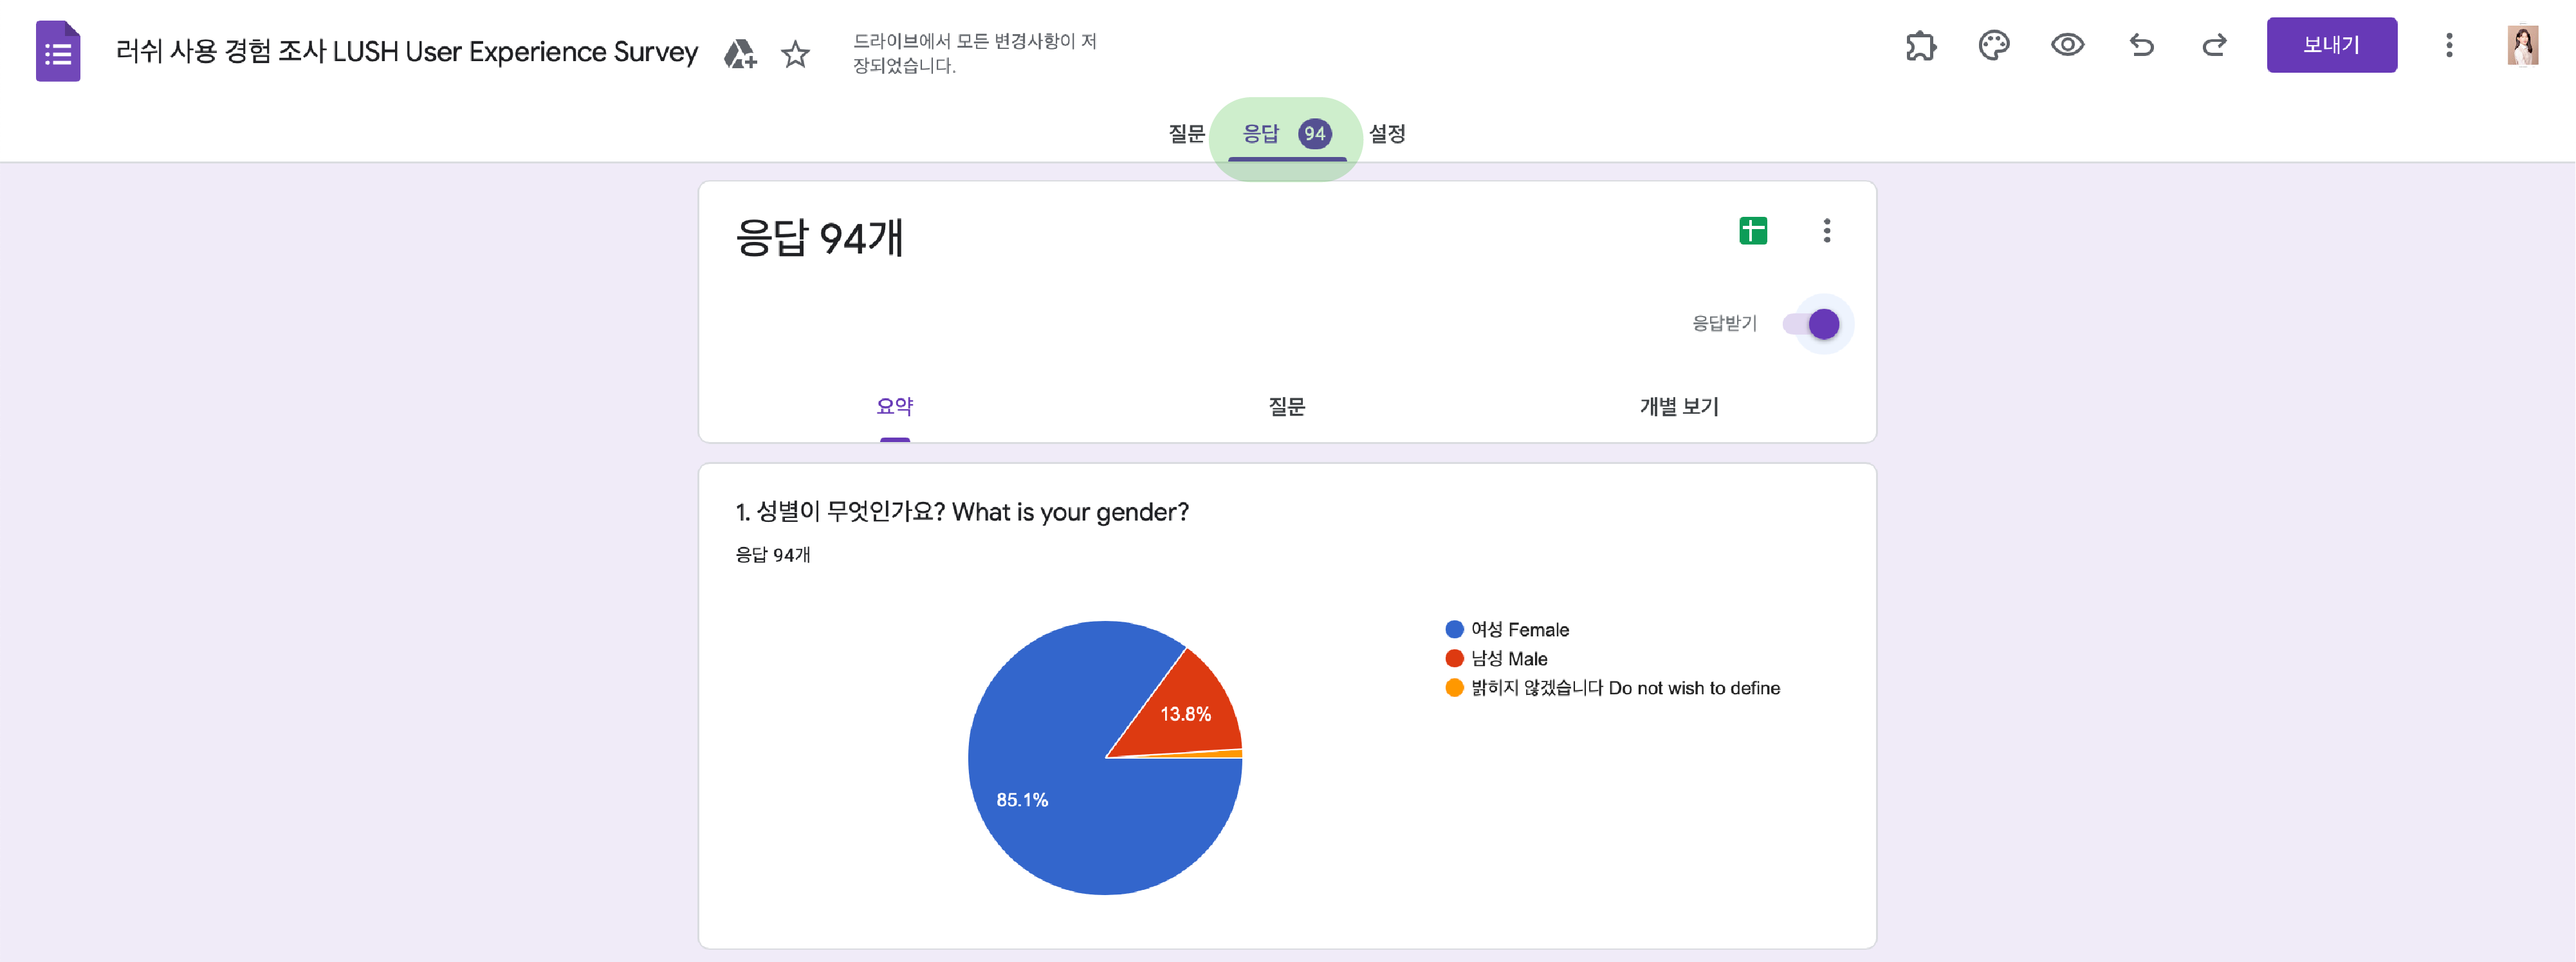 러쉬 사용 경험 조사 LUSH User Experience Survey
드라이브에서 모든 변경사항이 저
장되었습니다.
보내기
질문 응답 94 설정
응답 94개
응답받기
요약 질문 개별 보기
1. 성별이 무엇인가요? What is your gender?
응답 94개
여성 Female
남성 Male
밝히지 않겠습니다 Do not wish to define
13.8%
85.1%